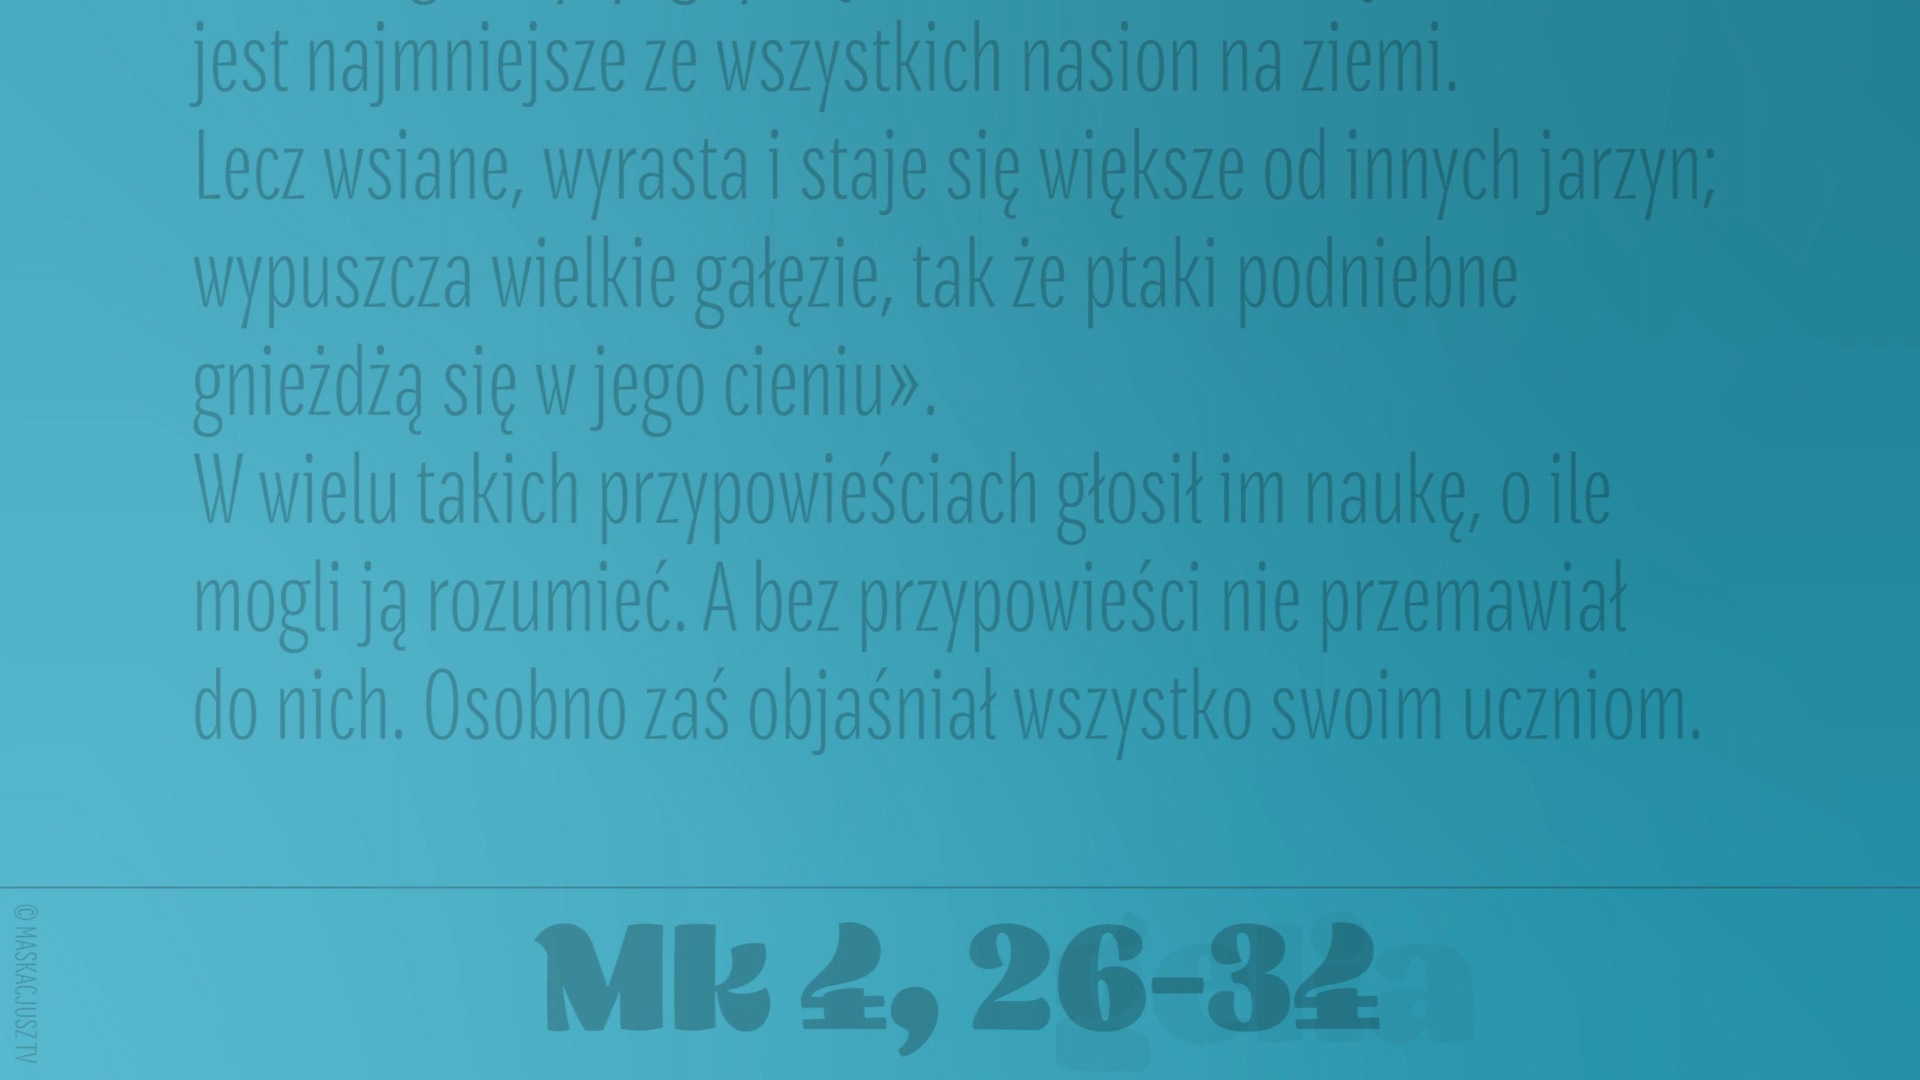 jest najmniejsze ze wszystkich nasion na ziemi.
Lecz wsiane, wyrasta i staje się większe od innych jarzyn;
wypuszcza wielkie gałęzie, tak że ptaki podniebne
gnieżdżą się w jego cieniu».
W wielu takich przypowieściach głosił im naukę, o ile
mogli ją rozumieć. A bez przypowieści nie przemawiał
do nich. Osobno zaś objaśniał wszystko swoim uczniom.
Mk 4, 26-34
© MASKACJUSZ TV